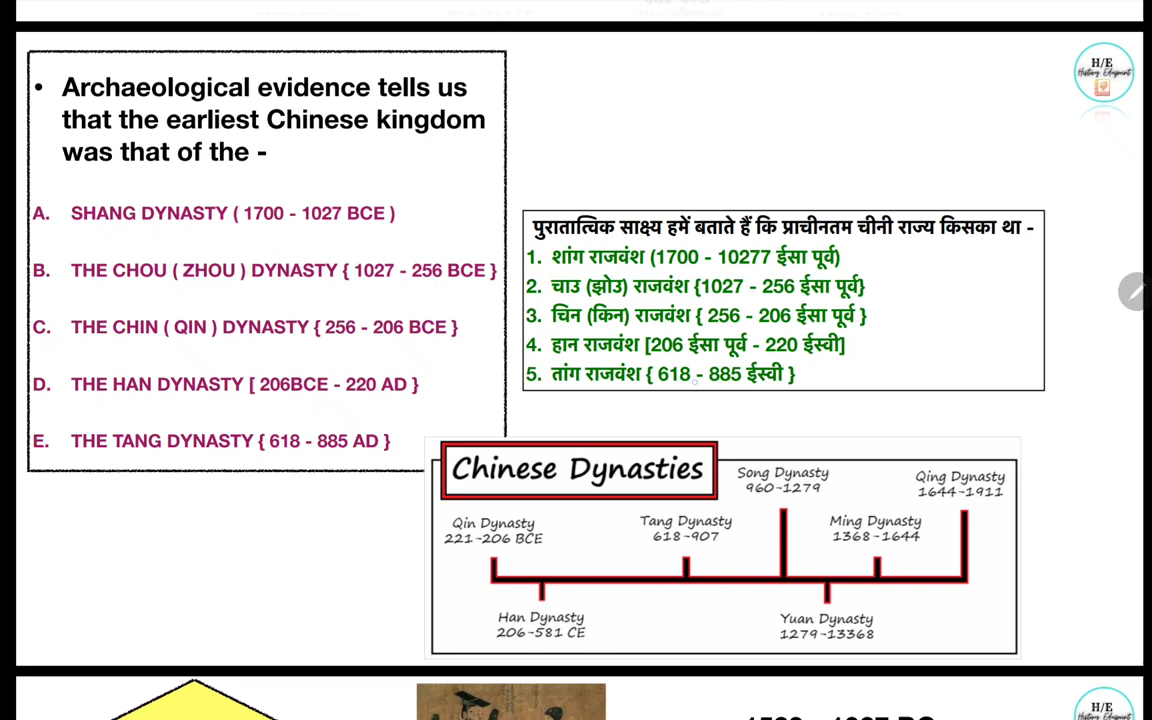 • Archaeological evidence tells us
that the earliest Chinese kingdom
was that of the -
A. SHANG DYNASTY ( 1700 - 1027 BCE )
B. THE CHOU ( ZHOU ) DYNASTY { 1027 - 256 BCE }
C. THE CHIN ( QIN ) DYNASTY { 256 - 206 BCE }
D. THE HAN DYNASTY [ 206BCE - 220 AD }
E. THE TANG DYNASTY { 618 - 885 AD }
H/E
History Edupoint
पुरातात्विक साक्ष्य हमें बताते हैं कि प्राचीनतम चीनी राज्य किसका था -
1. शांग राजवंश (1700 - 10277 ईसा पूर्व)
2. चाउ (झोउ) राजवंश {1027 - 256 ईसा पूर्व}
3. चिन (किन) राजवंश { 256 - 206 ईसा पूर्व }
4. हान राजवंश [206 ईसा पूर्व - 220 ईस्वी]
5. तांग राजवंश { 618 - 885 ईस्वी }
Chinese Dynasties
Song Dynasty
960-1279
Qing Dynasty
1644-1911
Qin Dynasty
221-206 BCE
Tang Dynasty
618-907
Ming Dynasty
1368-1644
Han Dynasty
206-581 CE
Yuan Dynasty
1279-13368
H/E
History Edupoint